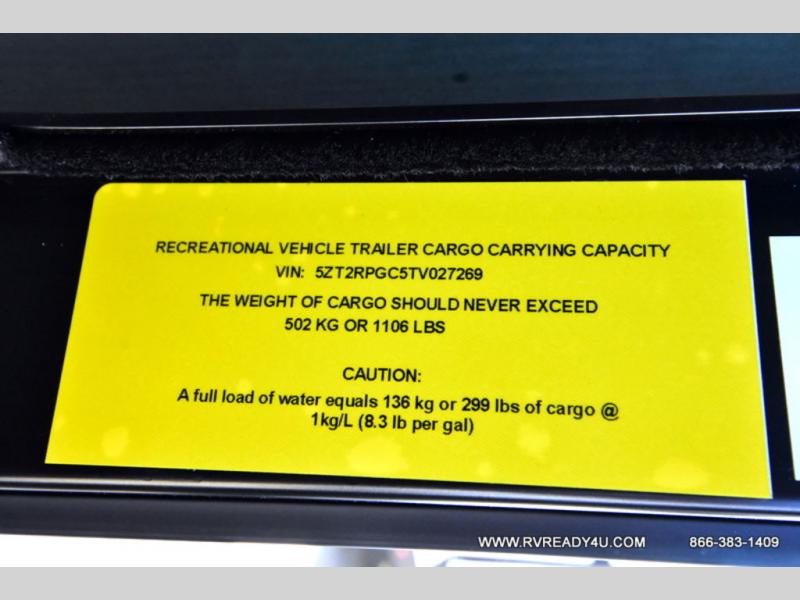 RECREATIONAL VEHICLE TRAILER CARGO CARRYING CAPACITY
VIN: 5ZT2RPGC5TV027269
THE WEIGHT OF CARGO SHOULD NEVER EXCEED
502 KG OR 1106 LBS
CAUTION:
A full load of water equals 136 kg or 299 lbs of cargo @
1kg/L (8.3 lb per gal)
WWW.RVREADY4U.COM 866-383-1409